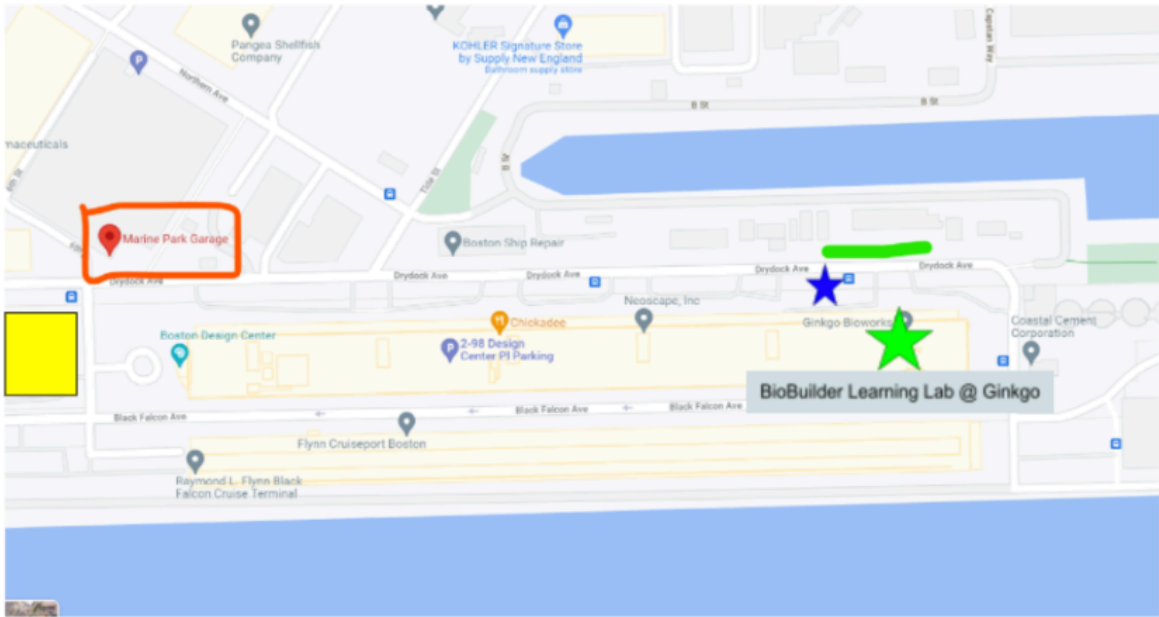 Pangea Shellfish
Company
KOHLER Signature Store
by Supply New England
Bathroom supply store
Capelan Way
P
Northern Ave
B St
B St
maceuticals
6th St
Tide St
B St
Marine Park Garage
Boston Ship Repair
Drydock Ave
Drydock Ave
Drydock Ave
Drydock Ave
Neoscape, Inc
Chickadee
Ginkgo Bioworks
Coastal Cement
Corporation
Boston Design Center
P
2-98 Design
Center Pl Parking
BioBuilder Learning Lab @ Ginkgo
Black Falcon Ave
Black Falcon Ave
Black Falcon Ave
Flynn Cruiseport Boston
Raymond L. Flynn Black
Falcon Cruise Terminal